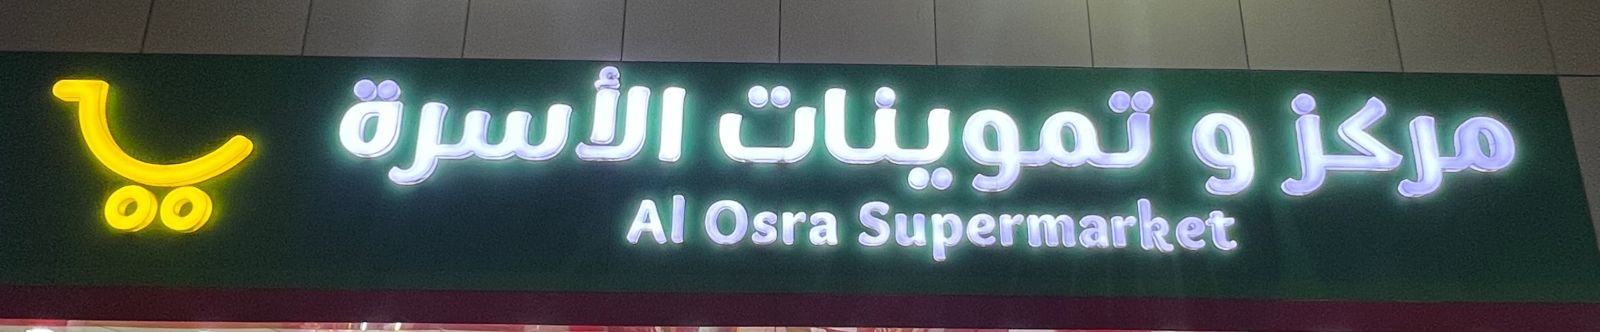 مركز و تموينات الأسرة
Al Osra Supermarket